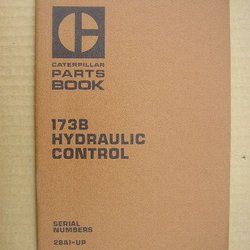 CATERPILLAR
PARTS
BOOK
173B
HYDRAULIC
CONTROL
SERIAL
NUMBERS
28A1-UP